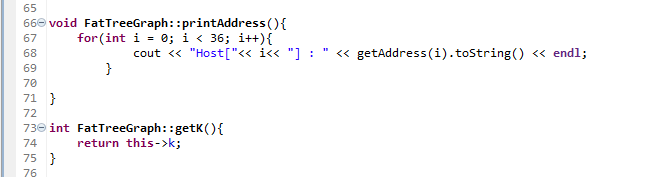 65
66 void FatTreeGraph::printAddress(){
67     for(int i = 0; i < 36; i++){
68             cout << "Host["<< i<< "] : " << getAddress(i).toString() << endl;
69         }
70
71 }
72
73 int FatTreeGraph::getK(){
74     return this->k;
75 }
76